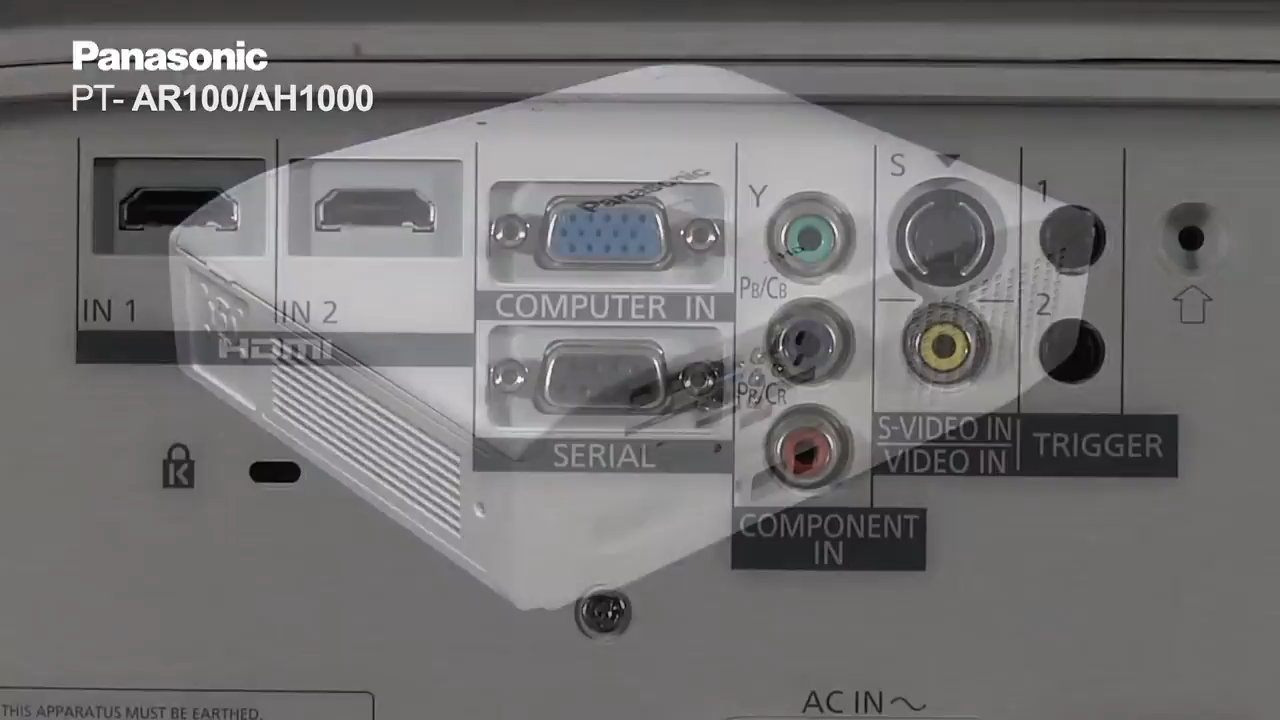 Panasonic
PT- AR100/AH1000
Panasonic
Y
S
1
PB/CB
COMPUTER IN
IN 1
IN 2
2
HDMI
PR/CR
S-VIDEO IN
VIDEO IN
TRIGGER
SERIAL
K
COMPONENT
IN
AC IN ~
THIS APPARATUS MUST BE EARTHED.